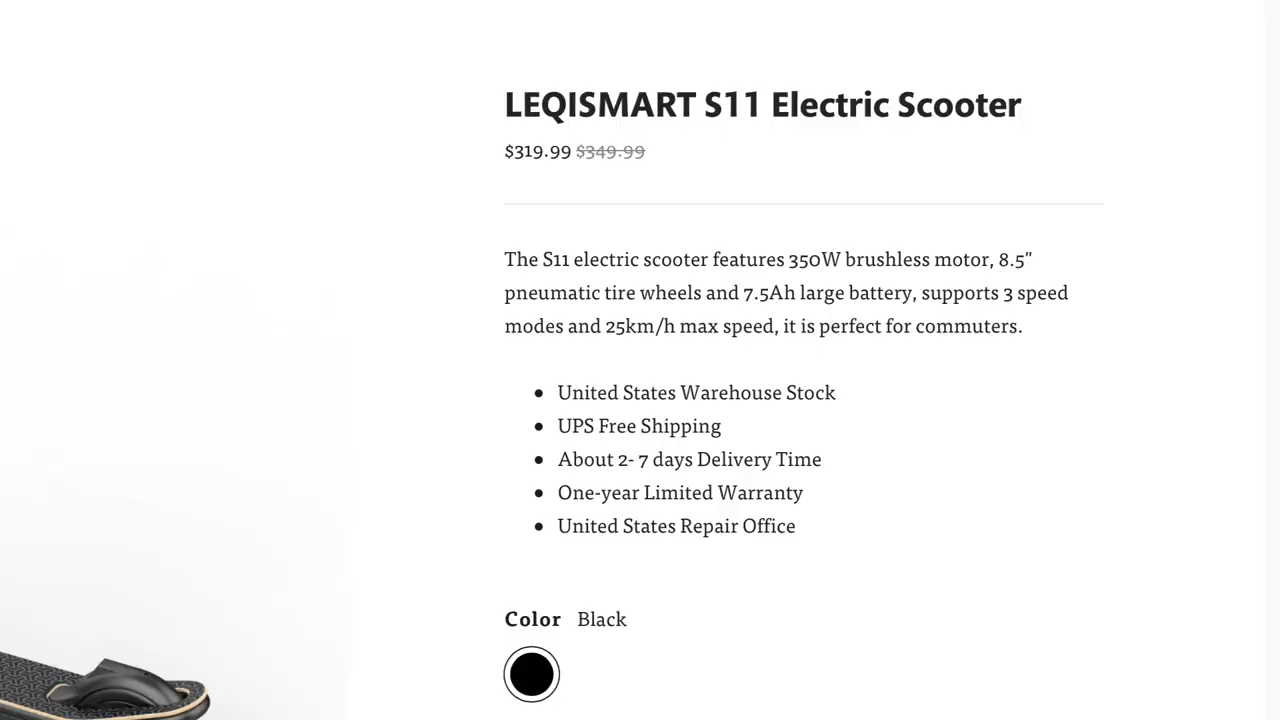 LEQISMART S11 Electric Scooter
$319.99 $349.99
The S11 electric scooter features 350W brushless motor, 8.5"
pneumatic tire wheels and 7.5Ah large battery, supports 3 speed
modes and 25km/h max speed, it is perfect for commuters.
● United States Warehouse Stock
● UPS Free Shipping
● About 2- 7 days Delivery Time
● One-year Limited Warranty
● United States Repair Office
Color Black